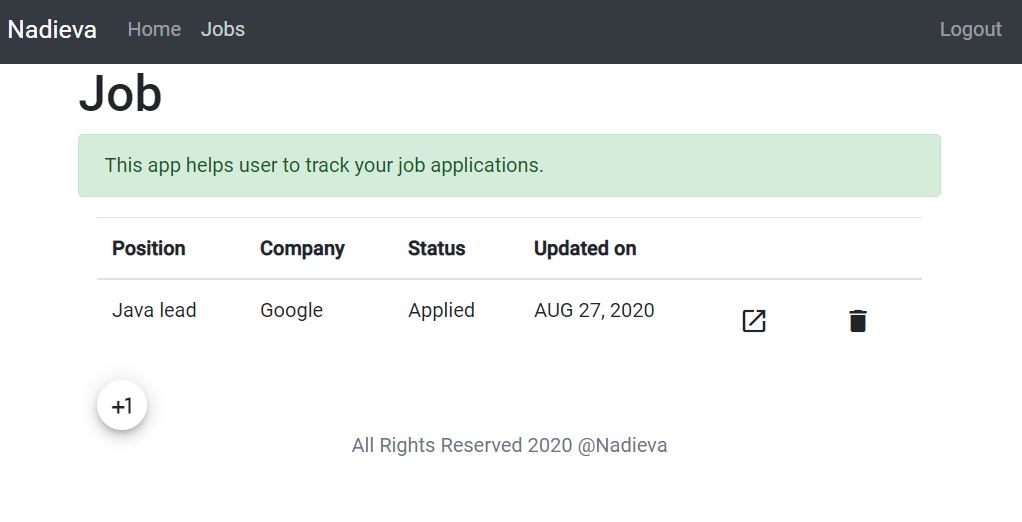 Nadieva Home Jobs Logout
Job
This app helps user to track your job applications.
Position Company Status Updated on
Java lead Google Applied AUG 27, 2020
+1
All Rights Reserved 2020 @Nadieva